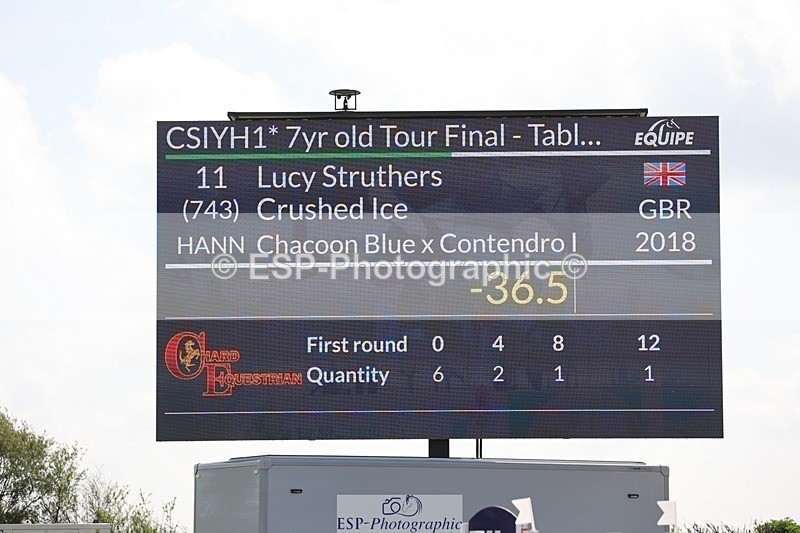 CSIYH1* 7yr old Tour Final - Tabl...
EQUIPE
11 Lucy Struthers
(743) Crushed Ice GBR
HANN Chacoon Blue x Contendro I 2018
© ESP-Photographic ©
-36.5
CHARD EQUESTRIAN
First round 0 4 8 12
Quantity 6 2 1 1
ESP-Photographic